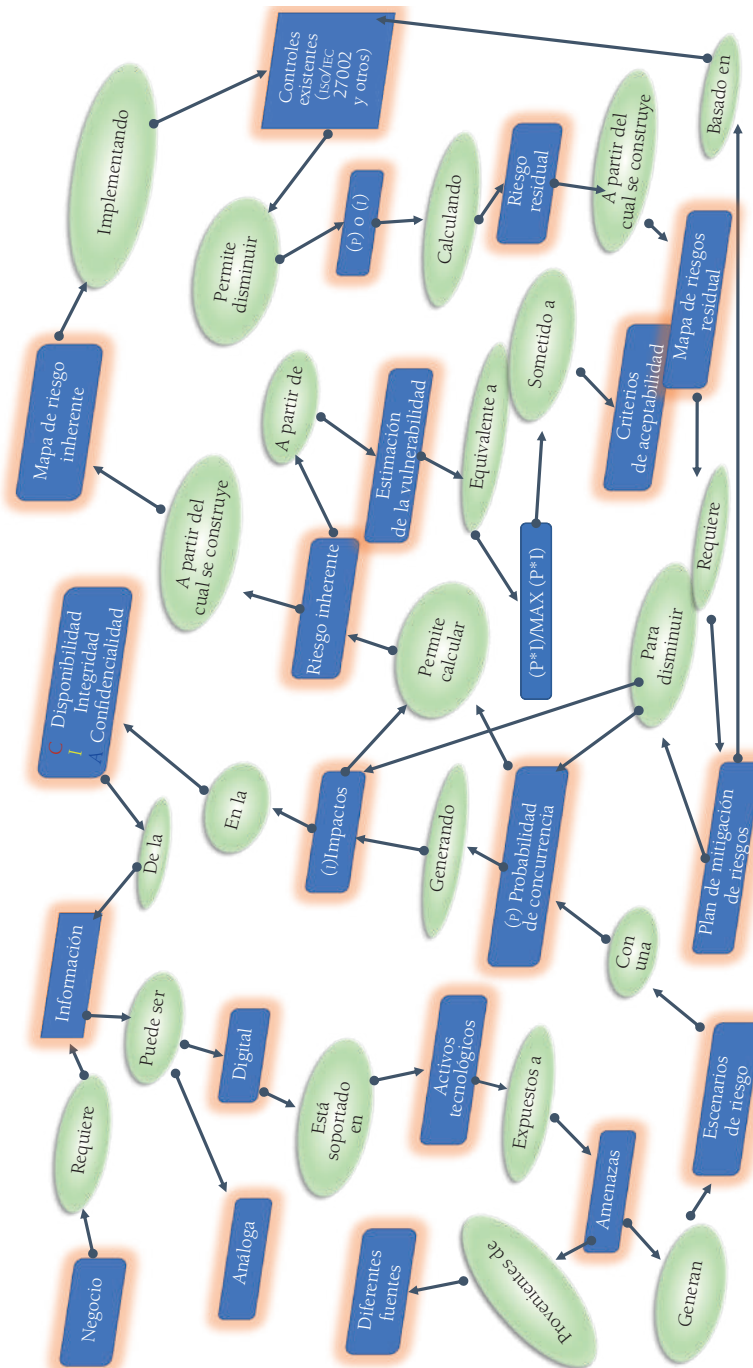 Negocio
Requiere
Información
Puede ser
Análoga
Digital
Está
soportado
en
Activos
tecnológicos
Expuestos a
Amenazas
Provenientes de
Diferentes
fuentes
Generan
Escenarios
de riesgo
Con
una
(P) Probabilidad
de concurrencia
Generando
(I)Impactos
En la
C Disponibilidad
I Integridad
A Confidencialidad
De la
Permite
calcular
Riesgo inherente
A partir de
Estimación
de la vulnerabilidad
Equivalente a
(P*I)/MAX (P*I)
Sometido a
Criterios
de aceptabilidad
A partir del
cual se construye
Mapa de riesgo
inherente
Implementando
Controles
existentes
(ISO/IEC
27002
y otros)
Permite
disminuir
(P) o (I)
Calculando
Riesgo
residual
A partir del
cual se construye
Mapa de riesgos
residual
Requiere
Plan de mitigación
de riesgos
Para
disminuir
Basado en